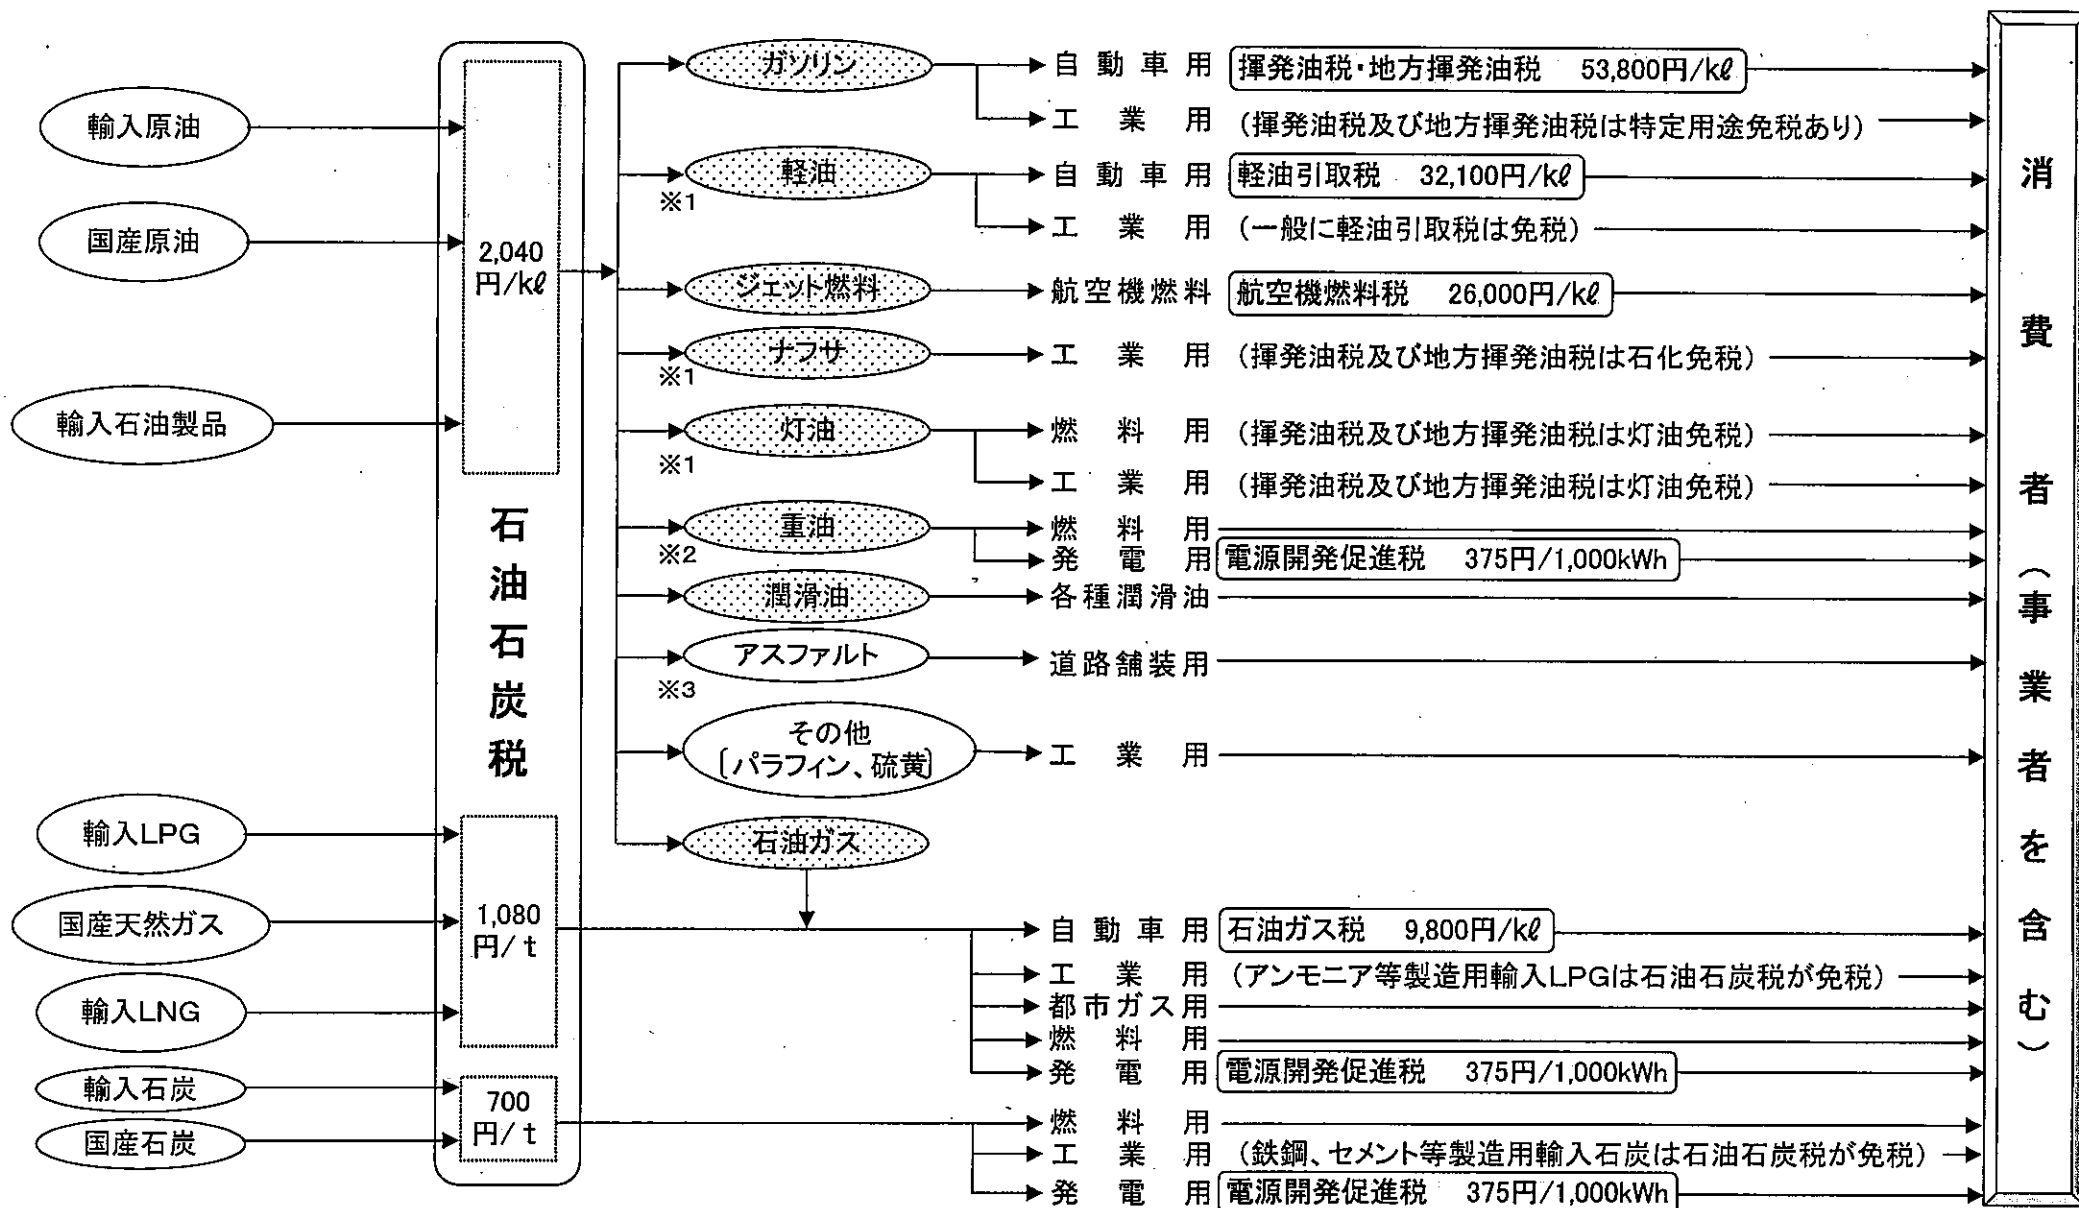 輸入原油
国産原油
輸入石油製品
輸入LPG
国産天然ガス
輸入LNG
輸入石炭
国産石炭
2,040
円/kℓ
石油石炭税
1,080
円/t
700
円/t
ガソリン
自動車用 揮発油税・地方揮発油税 53,800円/kℓ
工業用 (揮発油税及び地方揮発油税は特定用途免税あり)
軽油
※1
自動車用 軽油引取税 32,100円/kℓ
工業用 (一般に軽油引取税は免税)
ジェット燃料
航空機燃料 航空機燃料税 26,000円/kℓ
ナフサ
※1
工業用 (揮発油税及び地方揮発油税は石化免税)
灯油
※1
燃料用 (揮発油税及び地方揮発油税は灯油免税)
工業用 (揮発油税及び地方揮発油税は灯油免税)
重油
※2
燃料用
発電用 電源開発促進税 375円/1,000kWh
潤滑油
各種潤滑油
アスファルト
※3
道路舗装用
その他
〔パラフィン、硫黄〕
工業用
石油ガス
自動車用 石油ガス税 9,800円/kℓ
工業用 (アンモニア等製造用輸入LPGは石油石炭税が免税)
都市ガス用
燃料用
発電用 電源開発促進税 375円/1,000kWh
燃料用
工業用 (鉄鋼、セメント等製造用輸入石炭は石油石炭税が免税)
発電用 電源開発促進税 375円/1,000kWh
消費者(事業者を含む)